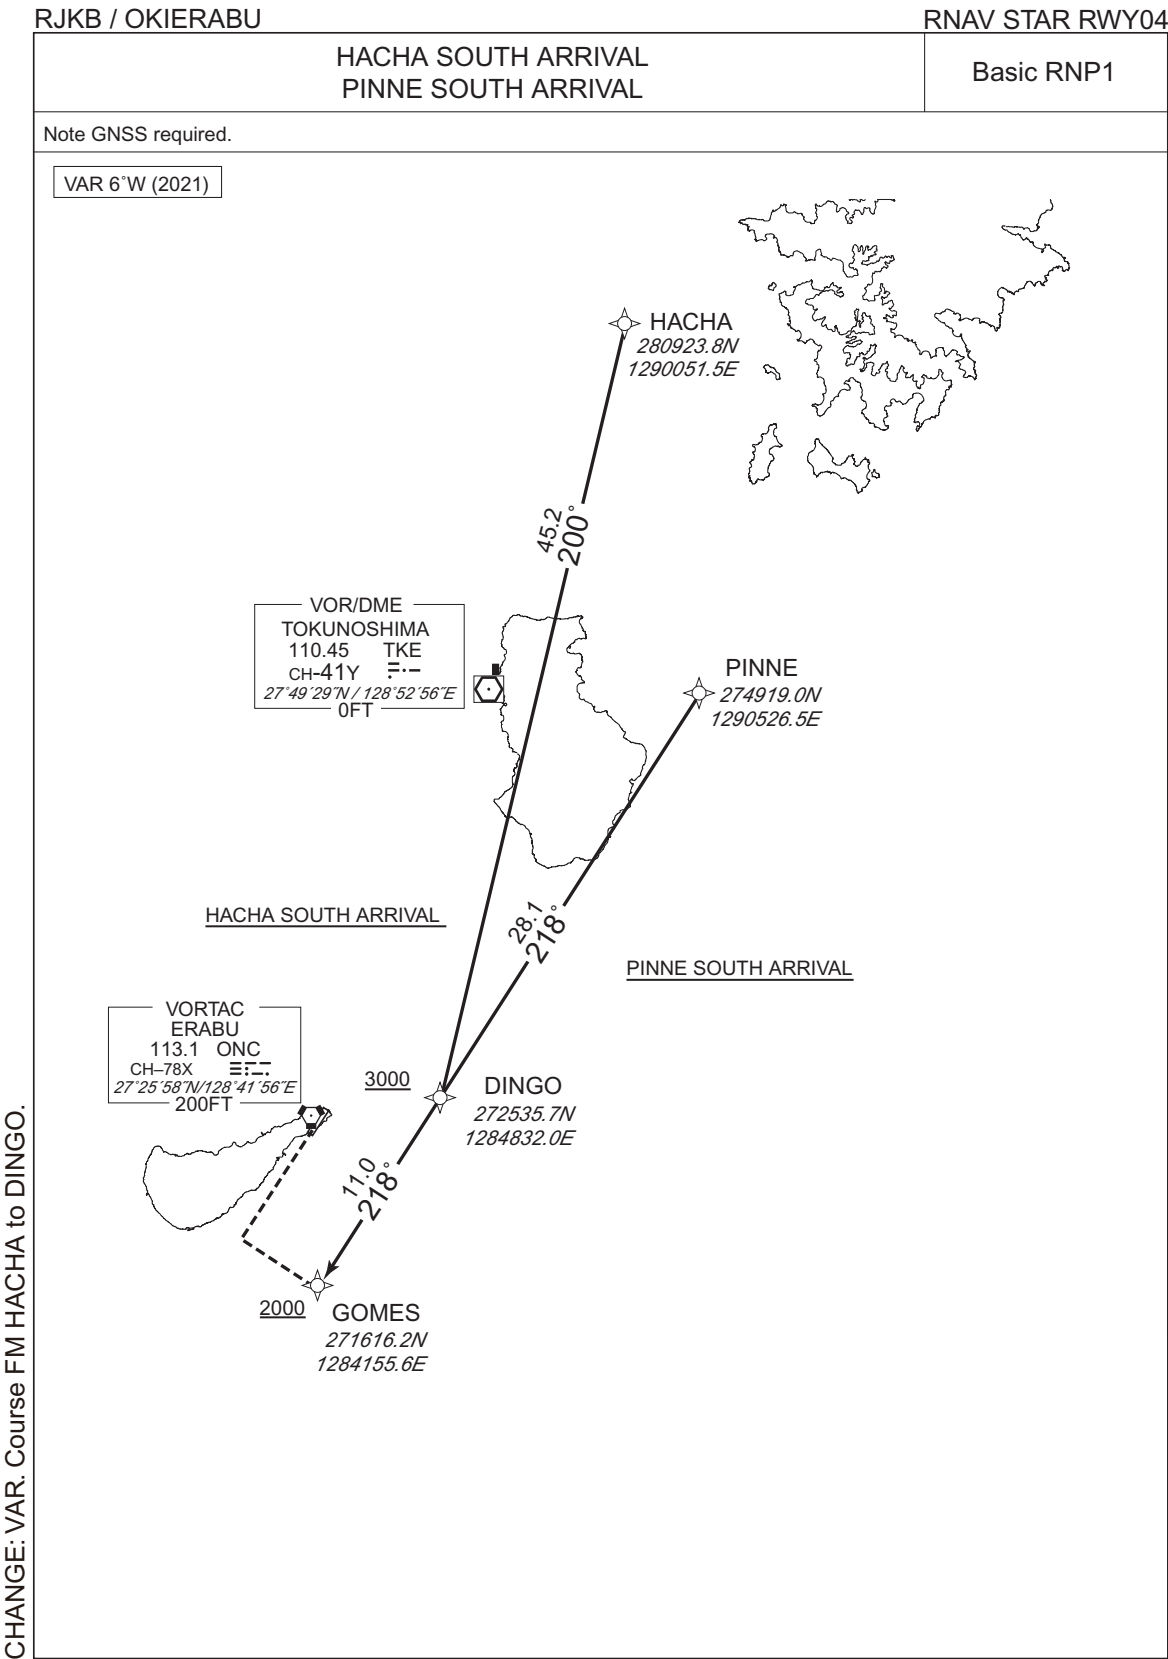 RJKB / OKIERABU
RNAV STAR RWY04
HACHA SOUTH ARRIVAL
PINNE SOUTH ARRIVAL
Basic RNP1
Note GNSS required.
VAR 6˚W (2021)
HACHA
280923.8N
1290051.5E
45.2
200˚
VOR/DME
TOKUNOSHIMA
110.45 TKE
CH-41Y
27˚49´29˝N / 128˚52´56˝E
0FT
PINNE
274919.0N
1290526.5E
HACHA SOUTH ARRIVAL
28.1
218˚
PINNE SOUTH ARRIVAL
VORTAC
ERABU
113.1 ONC
CH–78X
27˚25´58˝N/128˚41´56˝E
200FT
3000
DINGO
272535.7N
1284832.0E
11.0
218˚
2000
GOMES
271616.2N
1284155.6E
CHANGE: VAR. Course FM HACHA to DINGO.